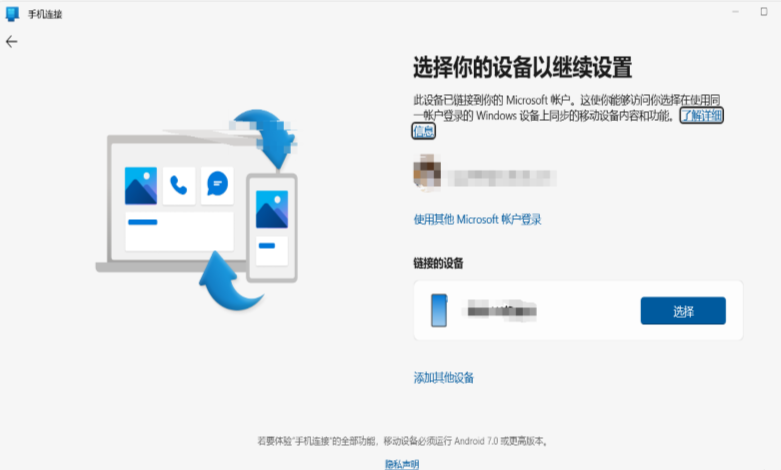 手机连接
选择你的设备以继续设置
此设备已链接到你的 Microsoft 帐户。这使你能够访问你选择在使用同
一帐户登录的 Windows 设备上同步的移动设备内容和功能。了解详细
信息
使用其他 Microsoft 帐户登录
链接的设备
选择
添加其他设备
若要体验"手机连接"的全部功能，移动设备必须运行 Android 7.0 或更高版本。
隐私声明